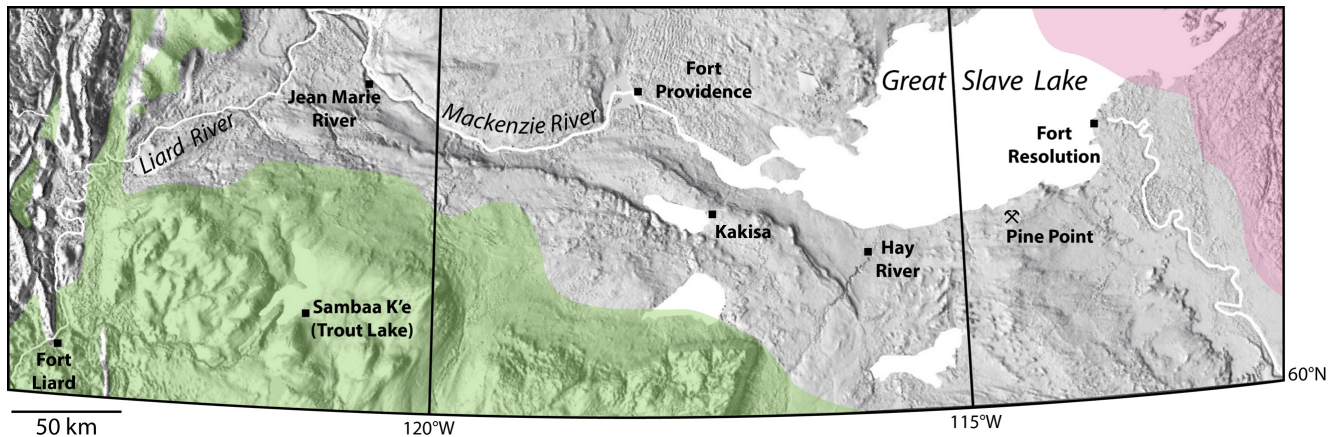 Great Slave Lake
Fort
Providence
Jean Marie
River
Mackenzie River
Liard River
Fort
Resolution
Kakisa
Pine Point
Hay
River
Sambaa K'e
(Trout Lake)
Fort
Liard
60°N
50 km
120°W
115°W